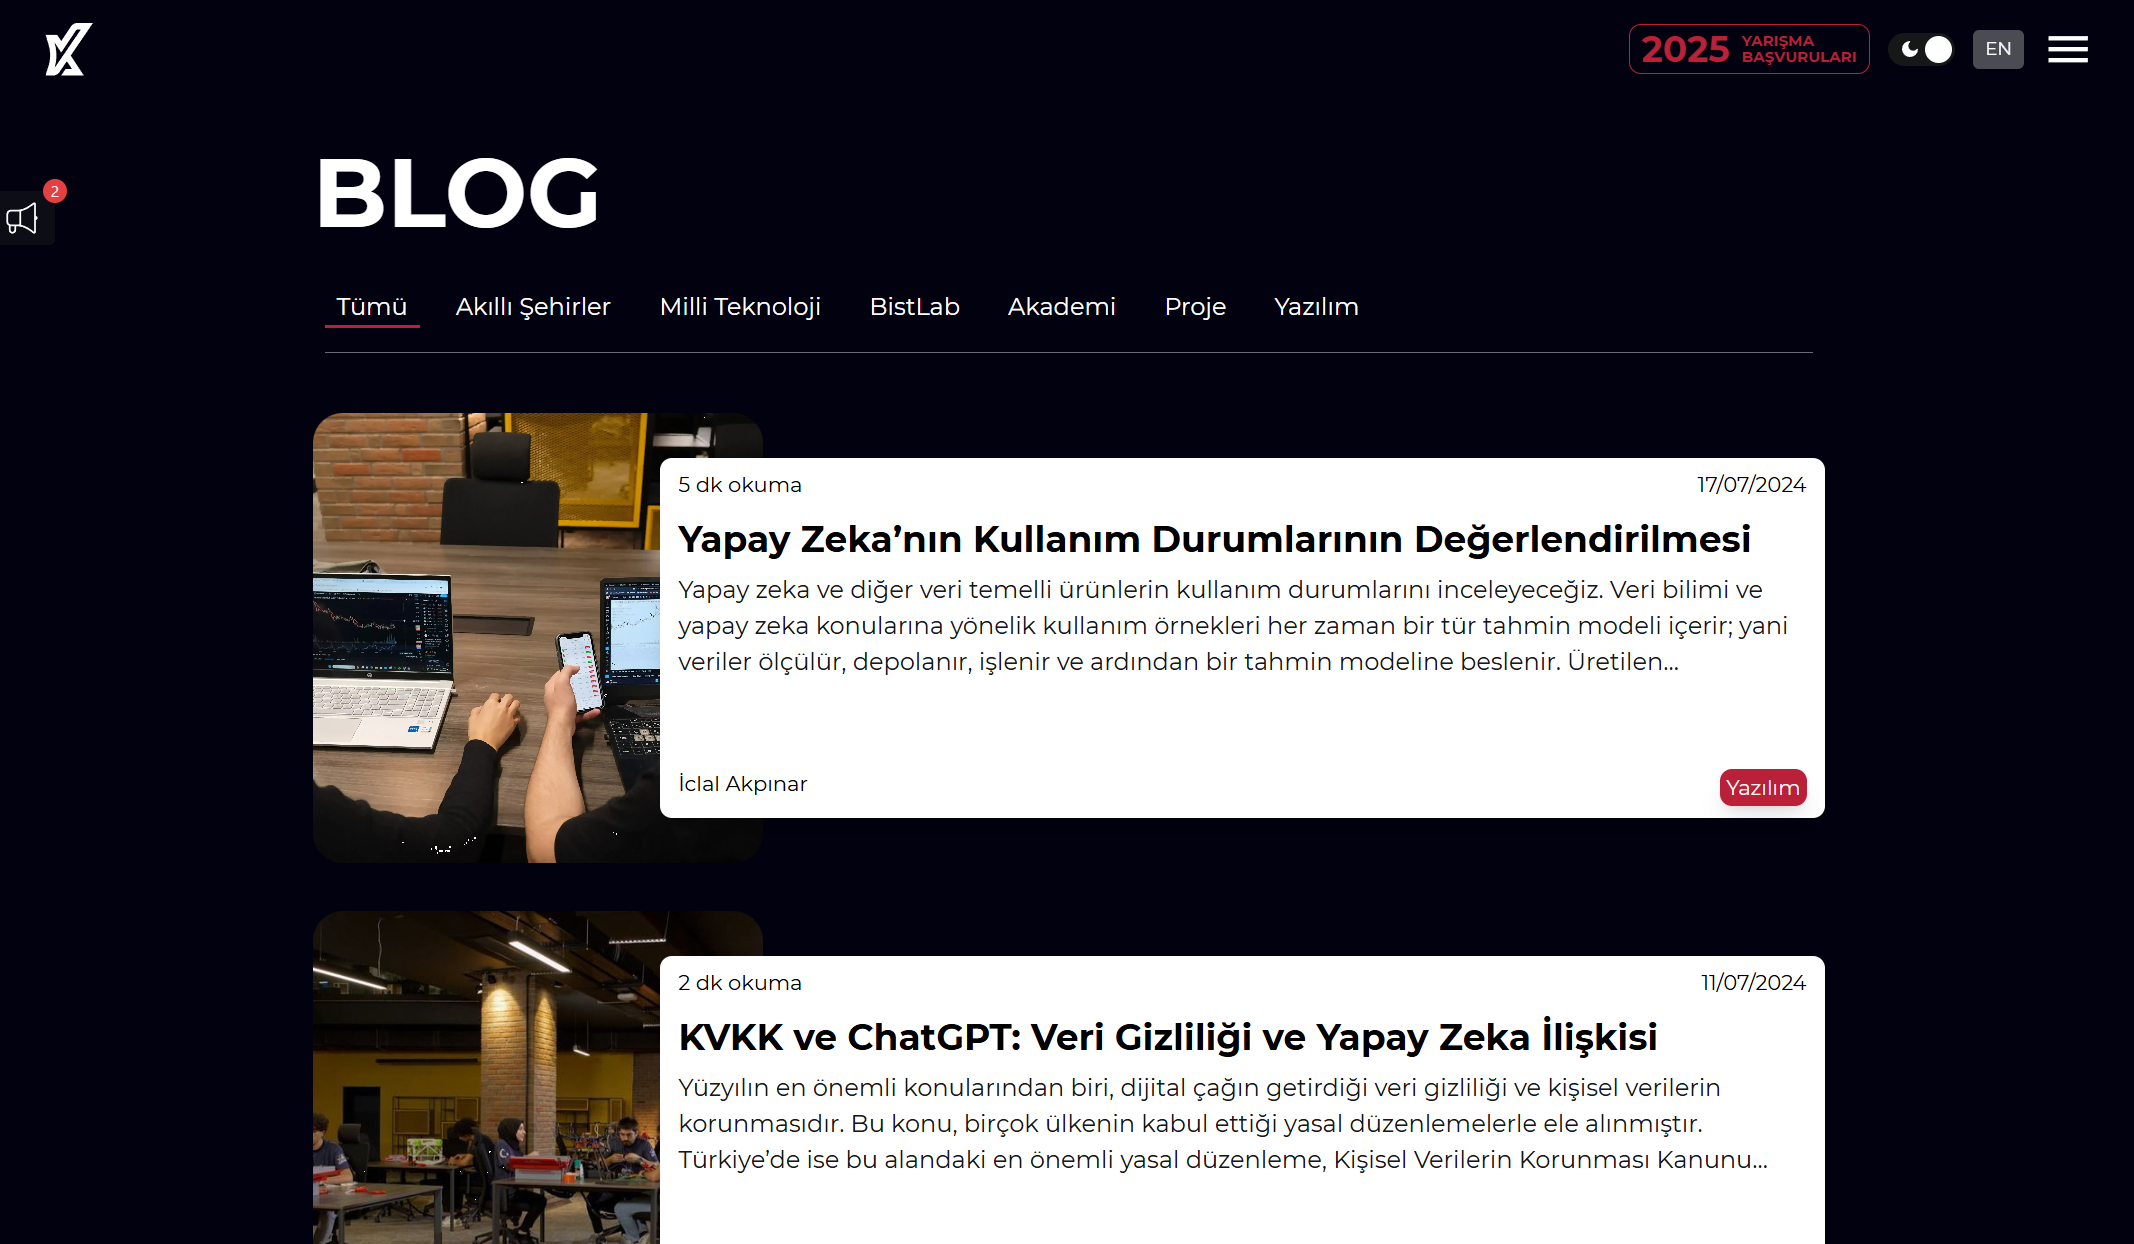 2025 YARIŞMA BAŞVURULARI
EN
2
BLOG
Tümü Akıllı Şehirler Milli Teknoloji BistLab Akademi Proje Yazılım
5 dk okuma 17/07/2024
Yapay Zeka’nın Kullanım Durumlarının Değerlendirilmesi
Yapay zeka ve diğer veri temelli ürünlerin kullanım durumlarını inceleyeceğiz. Veri bilimi ve
yapay zeka konularına yönelik kullanım örnekleri her zaman bir tür tahmin modeli içerir; yani
veriler ölçülür, depolanır, işlenir ve ardından bir tahmin modeline beslenir. Üretilen...
İclal Akpınar Yazılım
2 dk okuma 11/07/2024
KVKK ve ChatGPT: Veri Gizliliği ve Yapay Zeka İlişkisi
Yüzyılın en önemli konularından biri, dijital çağın getirdiği veri gizliliği ve kişisel verilerin
korunmasıdır. Bu konu, birçok ülkenin kabul ettiği yasal düzenlemelerle ele alınmıştır.
Türkiye’de ise bu alandaki en önemli yasal düzenleme, Kişisel Verilerin Korunması Kanunu...